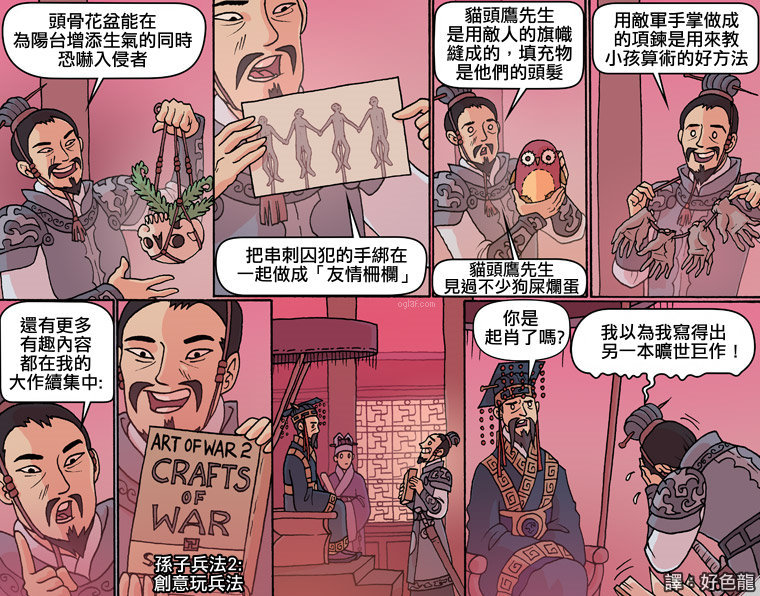 頭骨花盆能在
為陽台增添生氣的同時
恐嚇入侵者
把串刺囚犯的手綁在
一起做成「友情柵欄」
貓頭鷹先生
是用敵人的旗幟
縫成的，填充物
是他們的頭髮
貓頭鷹先生
見過不少狗屎爛蛋
用敵軍手掌做成
的項鍊是用來教
小孩算術的好方法
還有更多
有趣內容
都在我的
大作續集中:
ART OF WAR 2
CRAFTS
OF
WAR
孫子兵法2:
創意玩兵法
oglaf.com
你是
起肖了嗎?
我以為我寫得出
另一本曠世巨作！
譯：好色龍